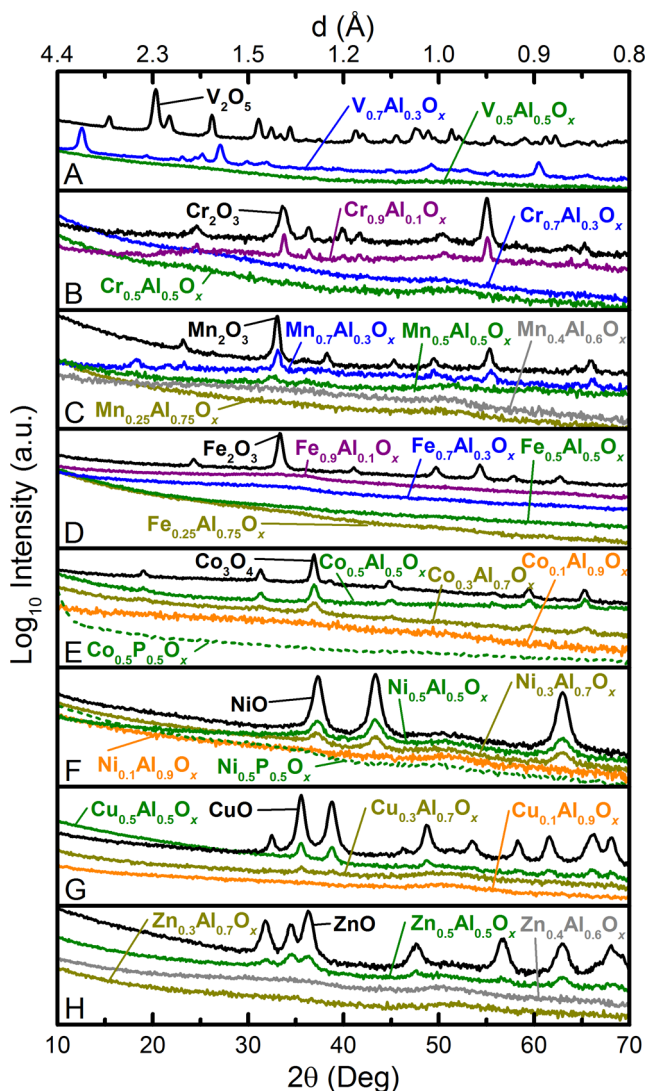 d (Å)
4.4 2.3 1.5 1.2 1.0 0.9 0.8
V₂O₅
V₀.₇Al₀.₃Oₓ
V₀.₅Al₀.₅Oₓ
A
Cr₂O₃
Cr₀.₉Al₀.₁Oₓ
Cr₀.₇Al₀.₃Oₓ
Cr₀.₅Al₀.₅Oₓ
B
Mn₂O₃
Mn₀.₇Al₀.₃Oₓ
Mn₀.₅Al₀.₅Oₓ
Mn₀.₄Al₀.₆Oₓ
Mn₀.₂₅Al₀.₇₅Oₓ
C
Fe₂O₃
Fe₀.₉Al₀.₁Oₓ
Fe₀.₇Al₀.₃Oₓ
Fe₀.₅Al₀.₅Oₓ
Fe₀.₂₅Al₀.₇₅Oₓ
D
Log₁₀ Intensity (a.u.)
Co₃O₄
Co₀.₅Al₀.₅Oₓ
Co₀.₃Al₀.₇Oₓ
Co₀.₁Al₀.₉Oₓ
Co₀.₅P₀.₅Oₓ
E
NiO
Ni₀.₅Al₀.₅Oₓ
Ni₀.₃Al₀.₇Oₓ
Ni₀.₁Al₀.₉Oₓ
Ni₀.₅P₀.₅Oₓ
F
Cu₀.₅Al₀.₅Oₓ
CuO
Cu₀.₃Al₀.₇Oₓ
Cu₀.₁Al₀.₉Oₓ
G
Zn₀.₃Al₀.₇Oₓ
ZnO
Zn₀.₅Al₀.₅Oₓ
Zn₀.₄Al₀.₆Oₓ
H
10 20 30 40 50 60 70
2θ (Deg)